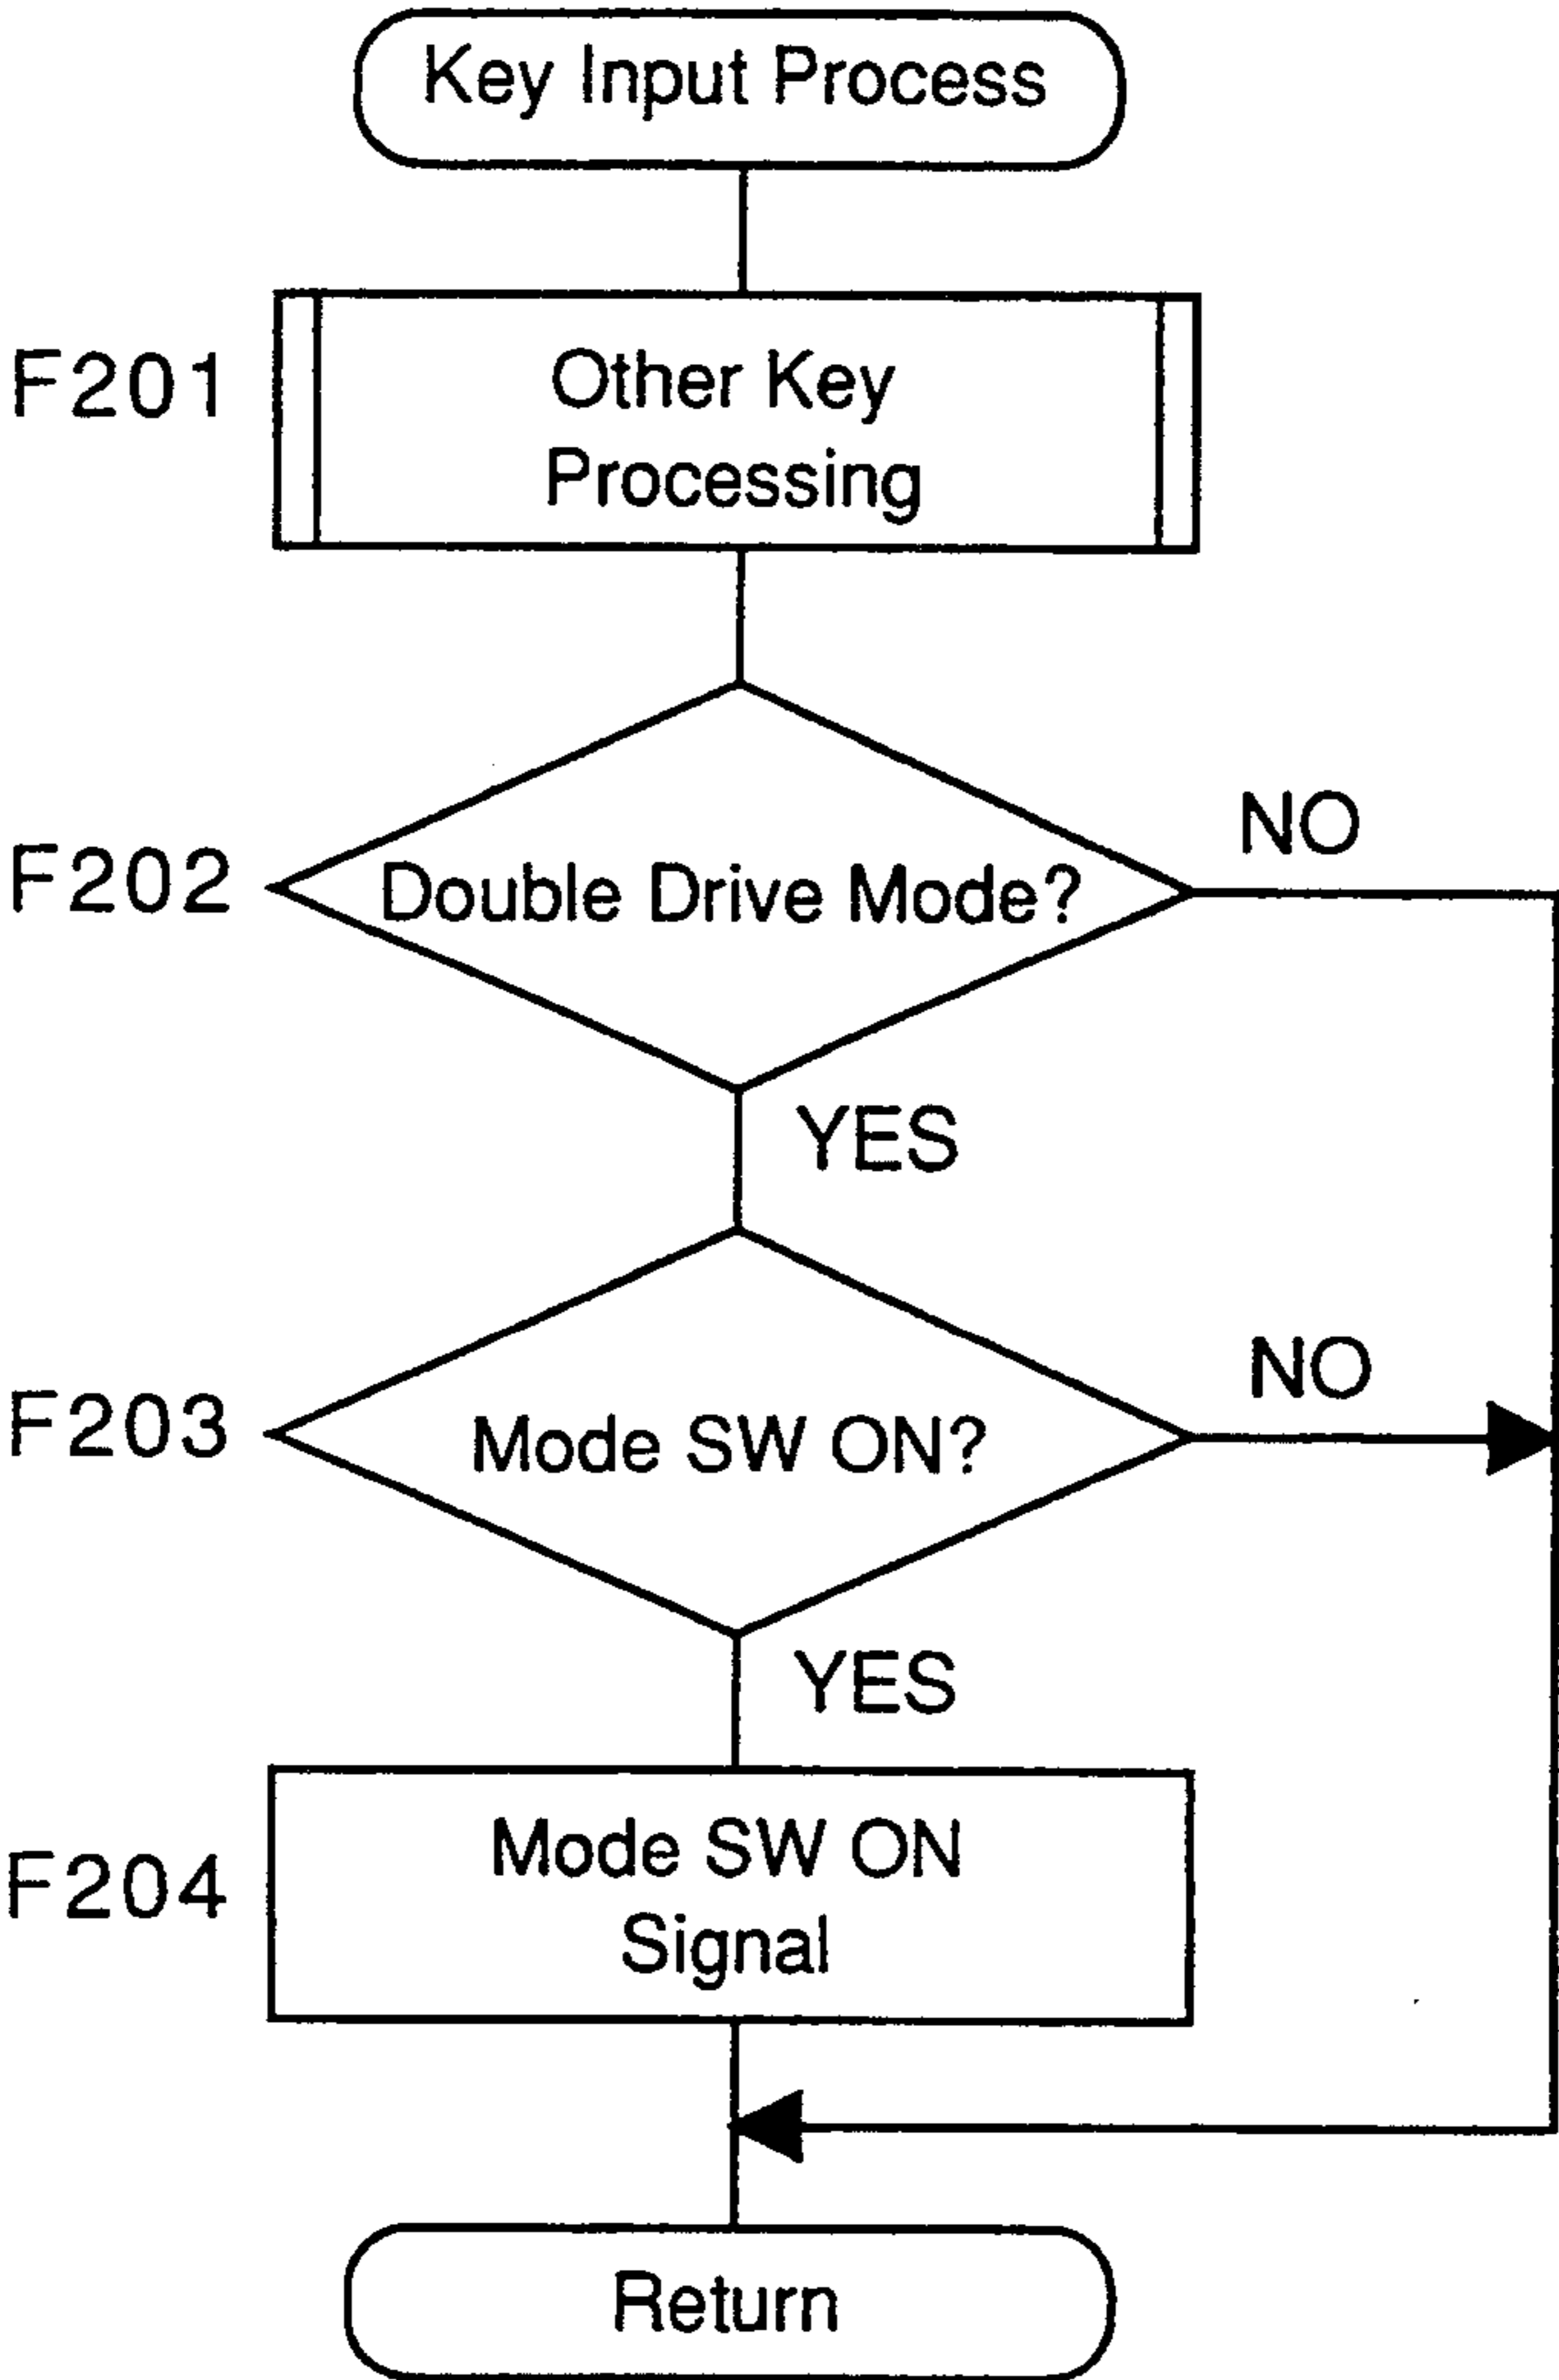 Key Input Process
F201
Other Key
Processing
F202
Double Drive Mode?
NO
YES
F203
Mode SW ON?
NO
YES
F204
Mode SW ON
Signal
Return